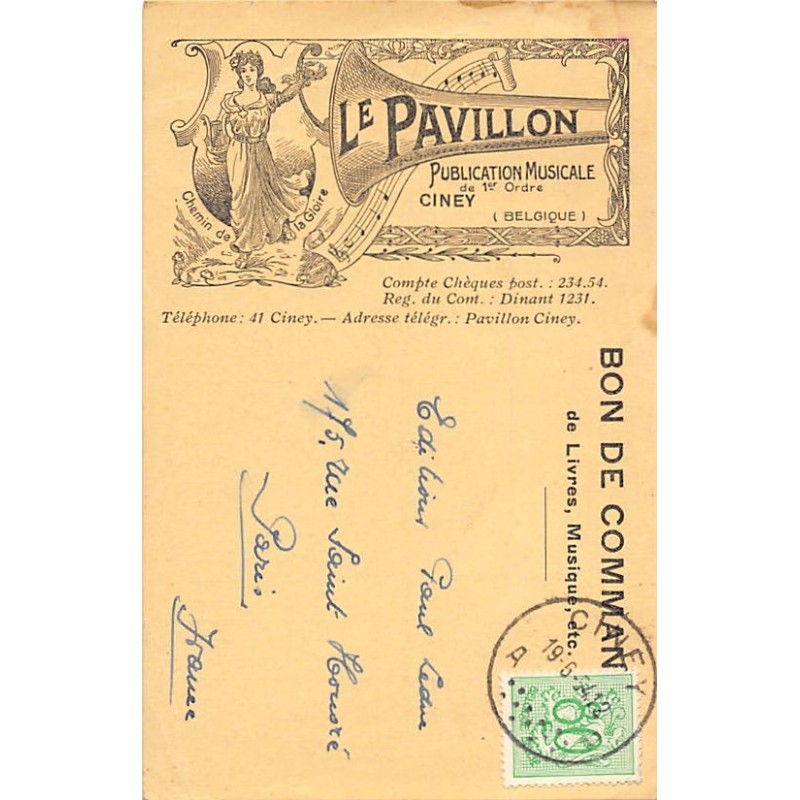 LE PAVILLON
PUBLICATION MUSICALE
de 1er Ordre
CINEY
( BELGIQUE )
Chemin de la Gloire
Compte Chèques post. : 234.54.
Reg. du Com. : Dinant 1231.
Téléphone : 41 Ciney. — Adresse télégr. : Pavillon Ciney.
BON DE COMMAN
de Livres, Musique, etc.
Editions Paul Leduc
175, rue Saint Honoré
Paris
France
CINEY
A
80